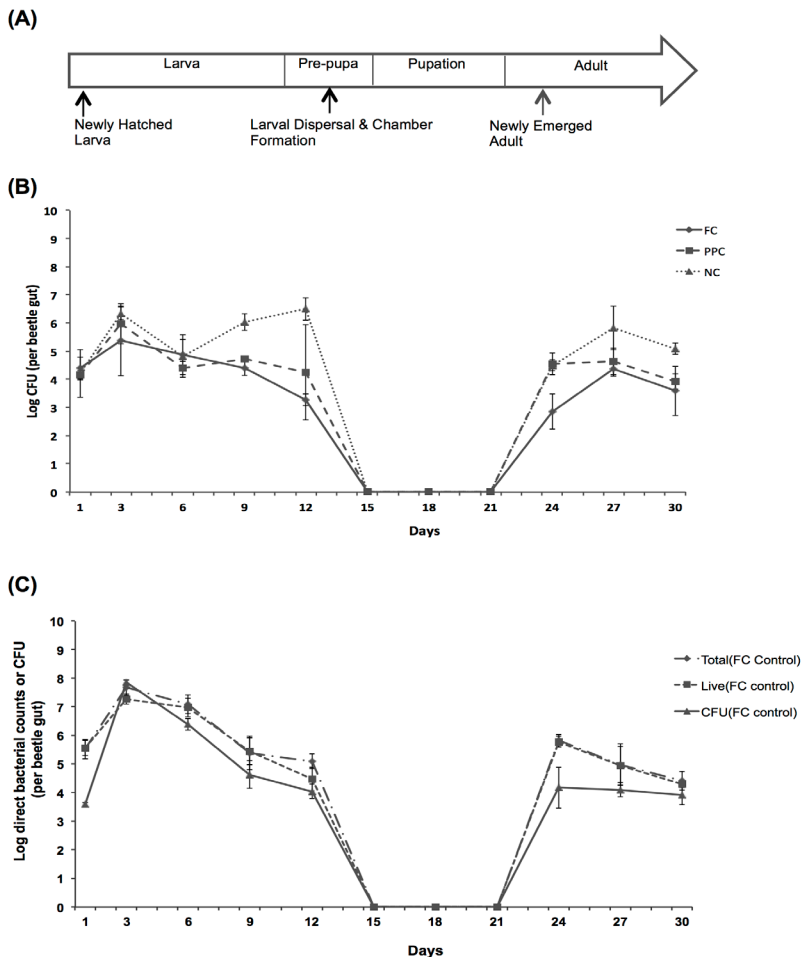 (A)
Larva
Pre-pupa
Pupation
Adult
Newly Hatched
Larva
Larval Dispersal & Chamber
Formation
Newly Emerged
Adult
(B)
Log CFU (per beetle gut)
10
9
8
7
6
5
4
3
2
1
0
1 3 6 9 12 15 18 21 24 27 30
Days
FC
PPC
NC
(C)
Log direct bacterial counts or CFU
(per beetle gut)
10
9
8
7
6
5
4
3
2
1
0
1 3 6 9 12 15 18 21 24 27 30
Days
Total(FC Control)
Live(FC control)
CFU(FC control)